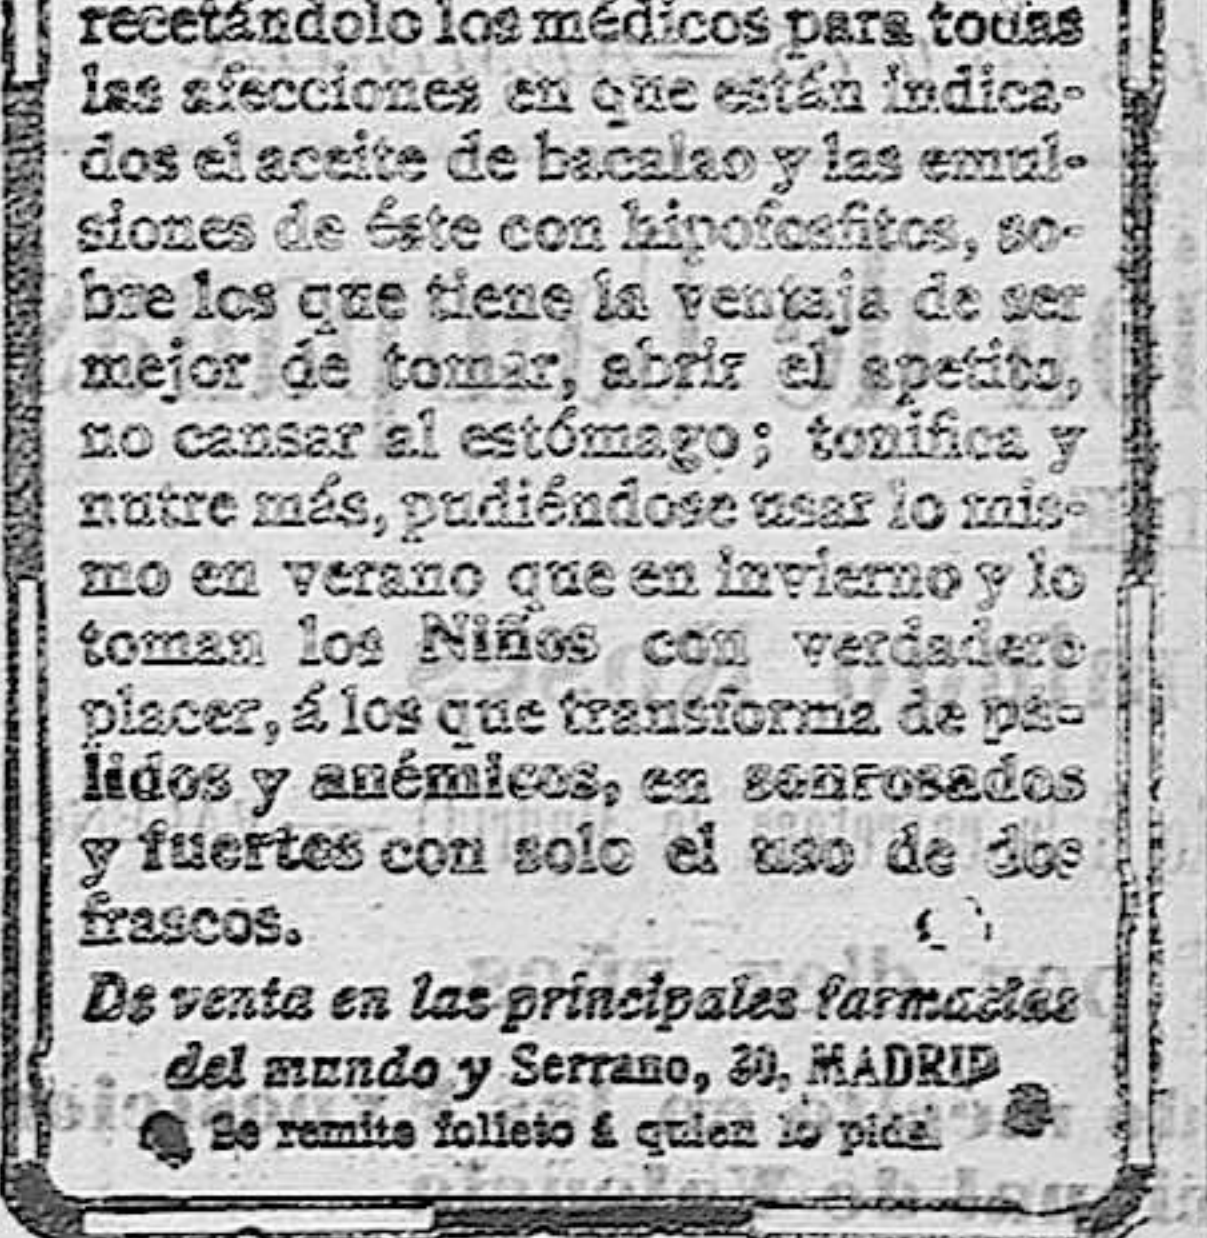 recetándolo los médicos para todas
las afecciones en que están indica-
dos el aceite de bacalao y las emul-
siones de éste con hipofosfitos, so-
bre los que tiene la ventaja de ser
mejor de tomar, abrir el apetito,
no cansar al estómago; tonifica y
nutre más, pudiéndose usar lo mis-
mo en verano que en invierno y lo
toman los Niños con verdadero
placer, á los que transforma de pá-
lidos y anémicos, en sonrosados
y fuertes con solo el uso de dos
frascos.
De venta en las principales farmacias
del mundo y Serrano, 30, MADRID
Se remite folleto á quien lo pida